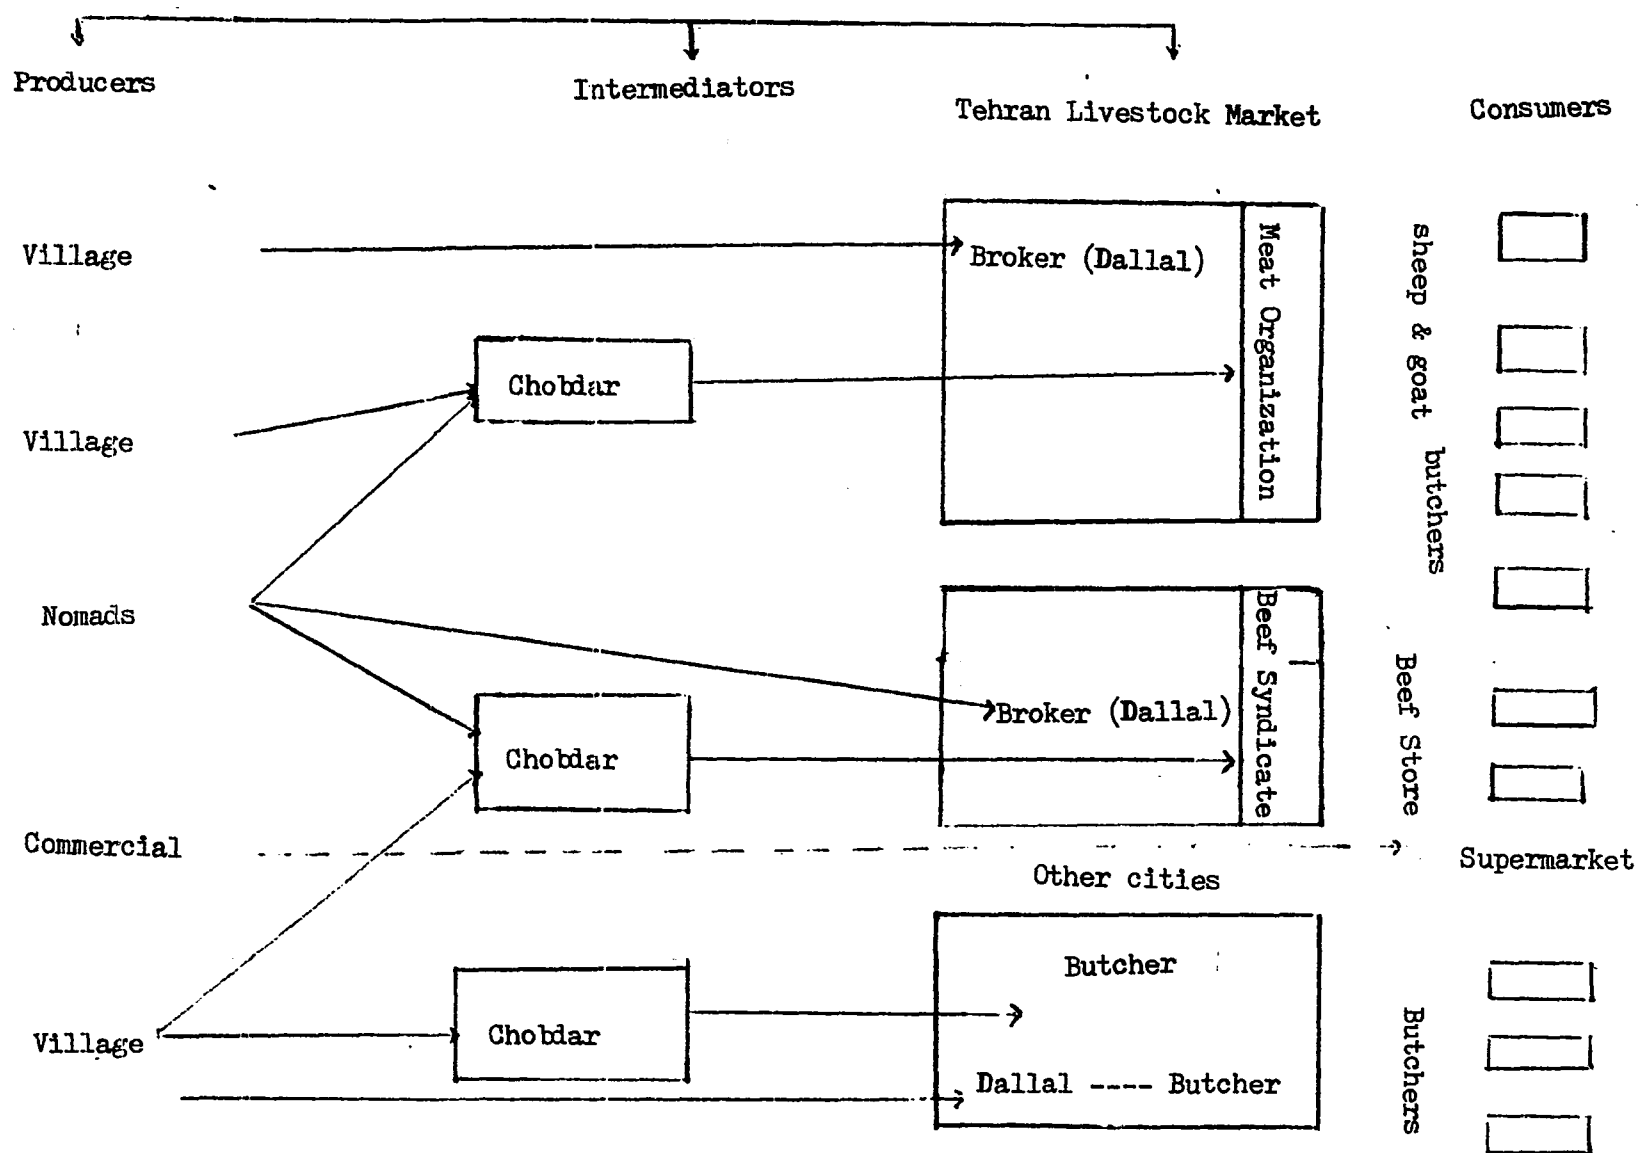 Producers
Intermediators
Tehran Livestock Market
Consumers
Village
Broker (Dallal)
Meat Organization
sheep & goat butchers
Chobdar
Village
Nomads
Broker (Dallal)
Beef Syndicate
Beef Store
Chobdar
Commercial
Supermarket
Other cities
Butcher
Village
Chobdar
Dallal ---- Butcher
Butchers